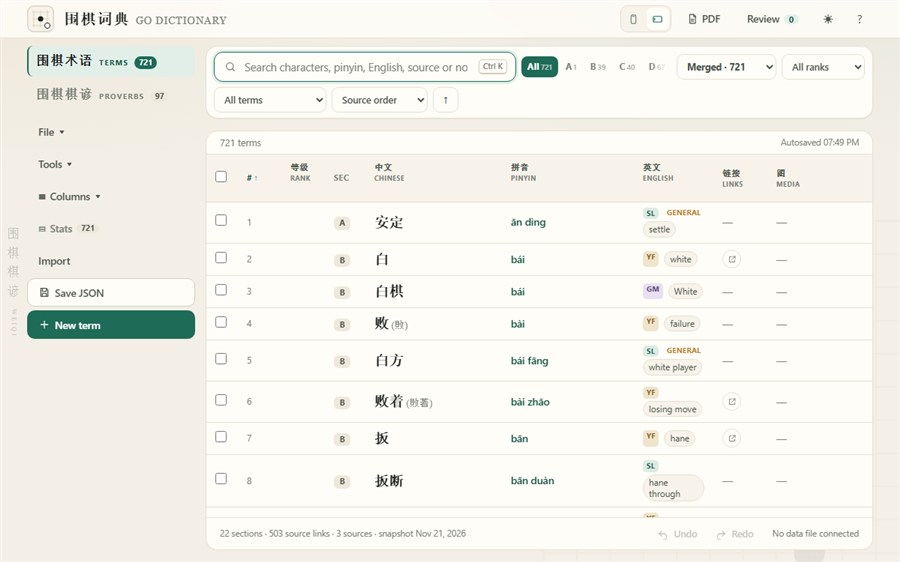 围棋词典 GO DICTIONARY
PDF
Review 0
?
围棋术语 TERMS 721
围棋棋谚 PROVERBS 97
File
Tools
Columns
Stats 721
Import
Save JSON
+ New term
围棋棋谚
WEIQI
Search characters, pinyin, English, source or no
Ctrl K
All 721 A 1 B 39 C 40 D 67
Merged · 721
All ranks
All terms
Source order
↑
721 terms
Autosaved 07:49 PM
# ↑
等级 RANK
SEC
中文 CHINESE
拼音 PINYIN
英文 ENGLISH
链接 LINKS
MEDIA
1 A 安定 ān dìng SL GENERAL settle — —
2 B 白 bái YF white —
3 B 白棋 bái GM White — —
4 B 败 (敗) bài YF failure — —
5 B 白方 bái fāng SL GENERAL white player — —
6 B 败着 (敗著) bài zhāo YF losing move —
7 B 扳 bān YF hane —
8 B 扳断 bān duàn SL hane through — —
22 sections · 503 source links · 3 sources · snapshot Nov 21, 2026
Undo
Redo
No data file connected